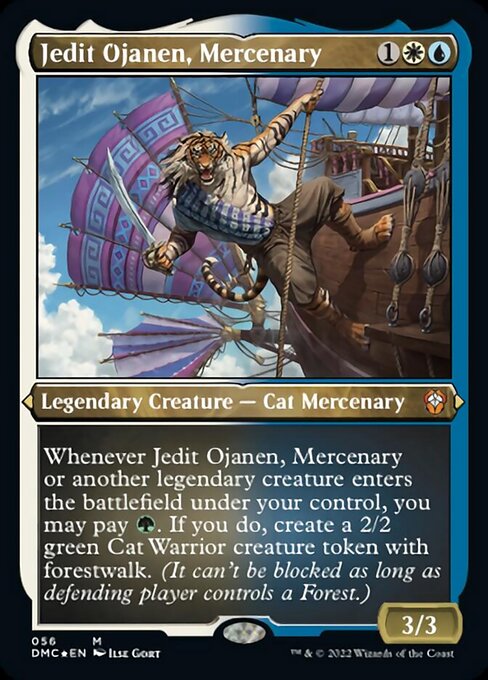 Jedit Ojanen, Mercenary 1
Legendary Creature — Cat Mercenary
Whenever Jedit Ojanen, Mercenary
or another legendary creature enters
the battlefield under your control, you
may pay . If you do, create a 2/2
green Cat Warrior creature token with
forestwalk. (It can't be blocked as long as
defending player controls a Forest.)
3/3
056 M
DMC★EN Ilse Gort
™ & © 2022 Wizards of the Coast